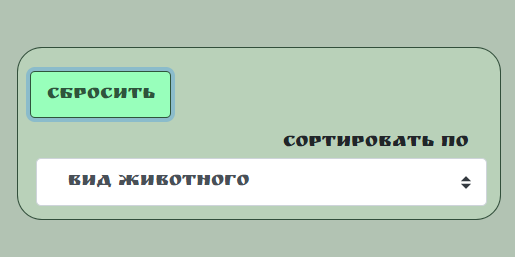 Сбросить
Сортировать по
Вид животного